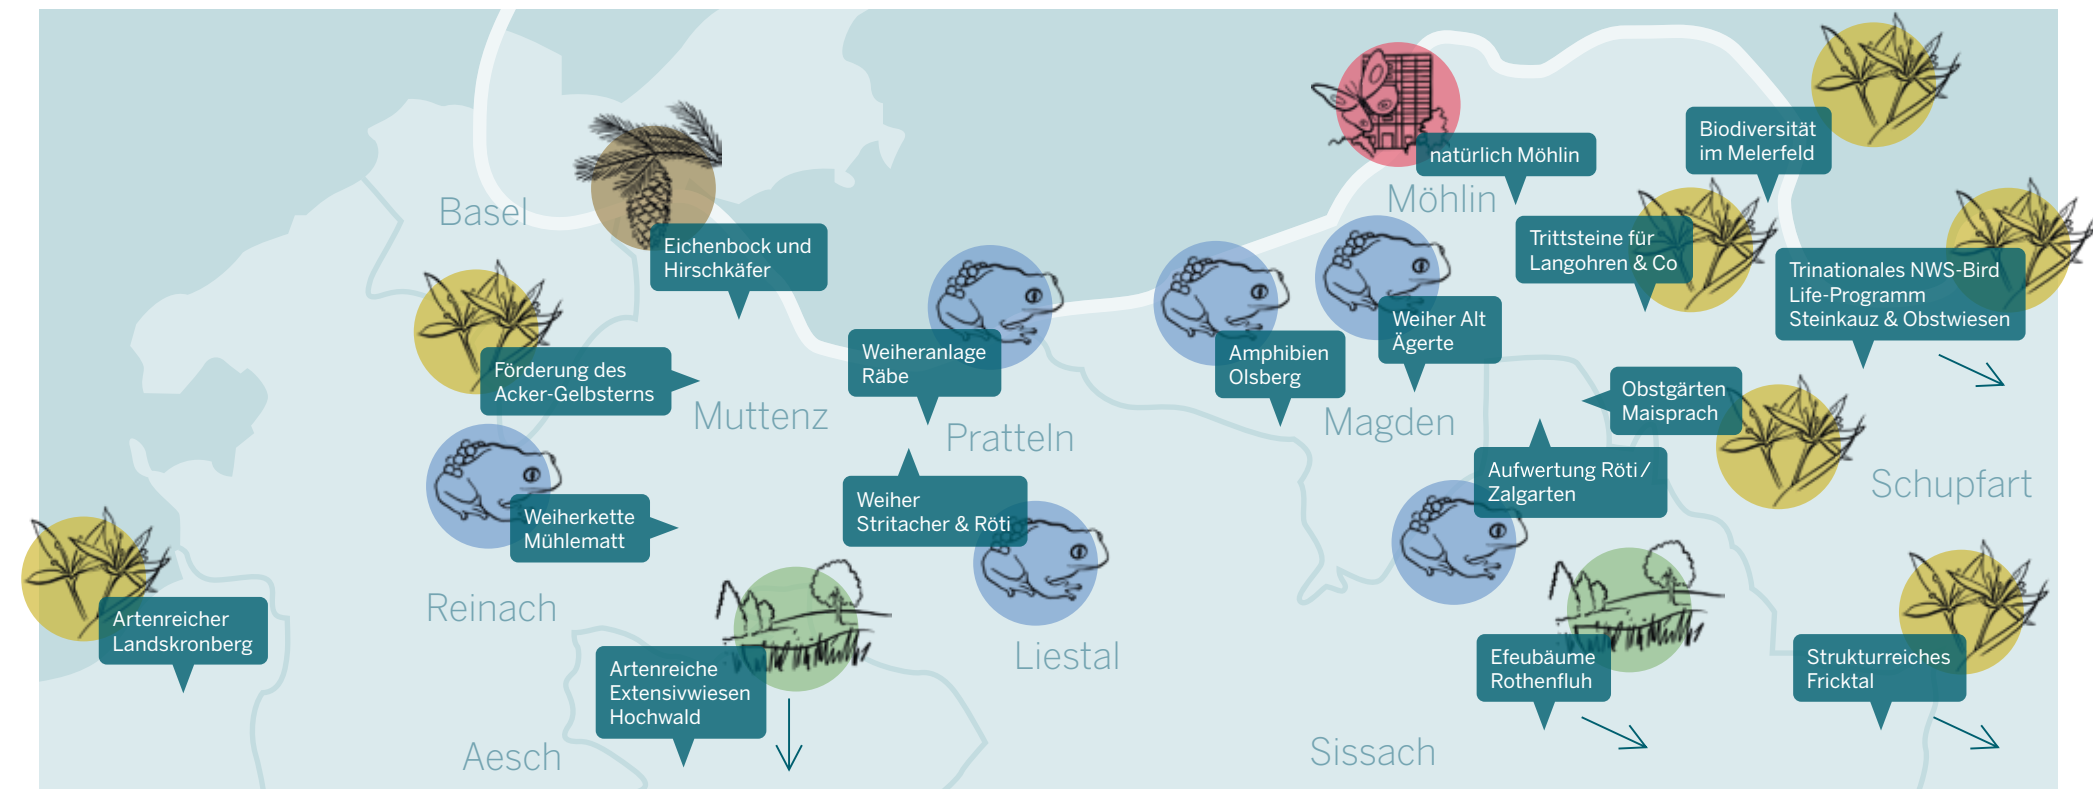 natürlich Möhlin
Möhlin
Biodiversität
im Melerfeld
Basel
Eichenbock und
Hirschkäfer
Trittsteine für
Langohren & Co
Trinationales NWS-Bird
Life-Programm
Steinkauz & Obstwiesen
Förderung des
Acker-Gelbsterns
Muttenz
Weiheranlage
Räbe
Pratteln
Amphibien
Olsberg
Weiher Alt
Ägerte
Magden
Obstgärten
Maisprach
Weiherkette
Mühlematt
Weiher
Stritacher & Röti
Aufwertung Röti/
Zalgarten
Schupfart
Artenreicher
Landskronberg
Reinach
Artenreiche
Extensivwiesen
Hochwald
Liestal
Efeubäume
Rothenfluh
Strukturreiches
Fricktal
Aesch
Sissach